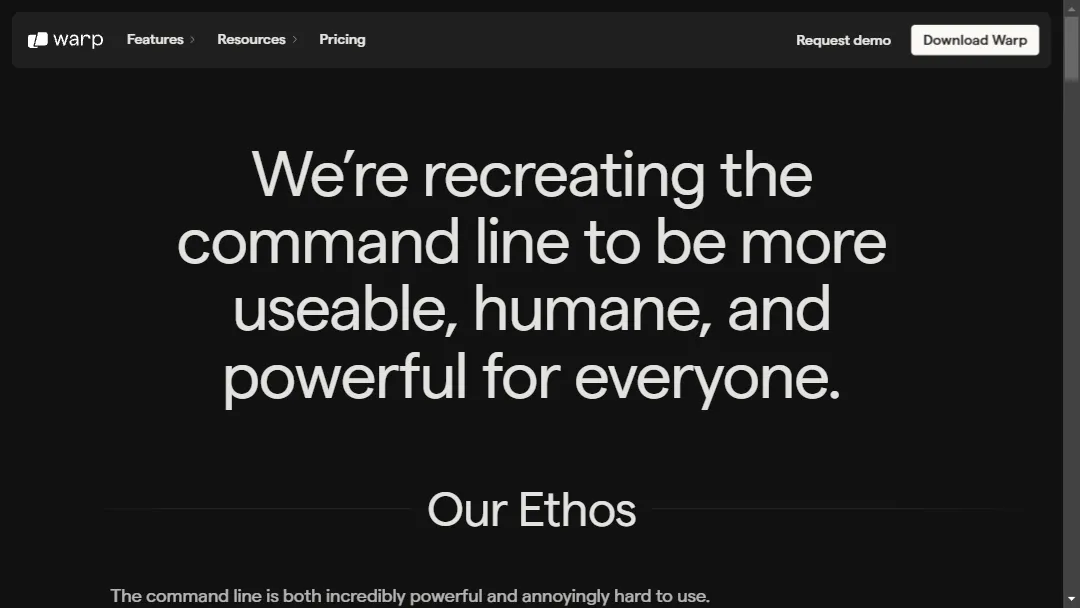 warp Features Resources Pricing Request demo Download Warp
We’re recreating the
command line to be more
useable, humane, and
powerful for everyone.
Our Ethos
The command line is both incredibly powerful and annoyingly hard to use.